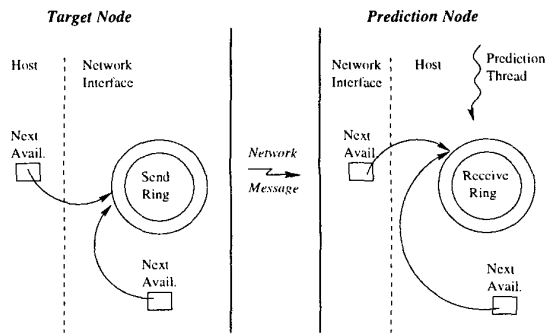 Target Node
Host
Network
Interface
Next
Avail.
Send
Ring
Next
Avail.
Network
Message
Prediction Node
Network
Interface
Host
Prediction
Thread
Next
Avail.
Receive
Ring
Next
Avail.